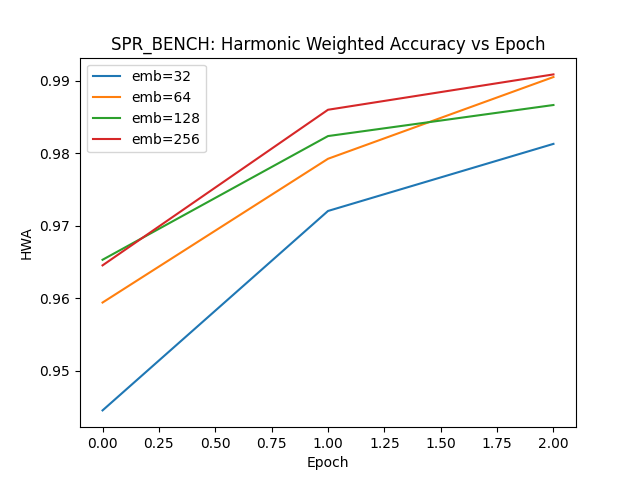 SPR_BENCH: Harmonic Weighted Accuracy vs Epoch
emb=32
emb=64
emb=128
emb=256
HWA
0.99
0.98
0.97
0.96
0.95
0.00 0.25 0.50 0.75 1.00 1.25 1.50 1.75 2.00
Epoch